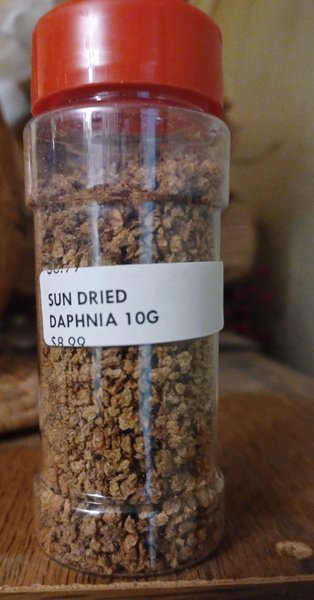 SUN DRIED
DAPHNIA 10G
$8.99